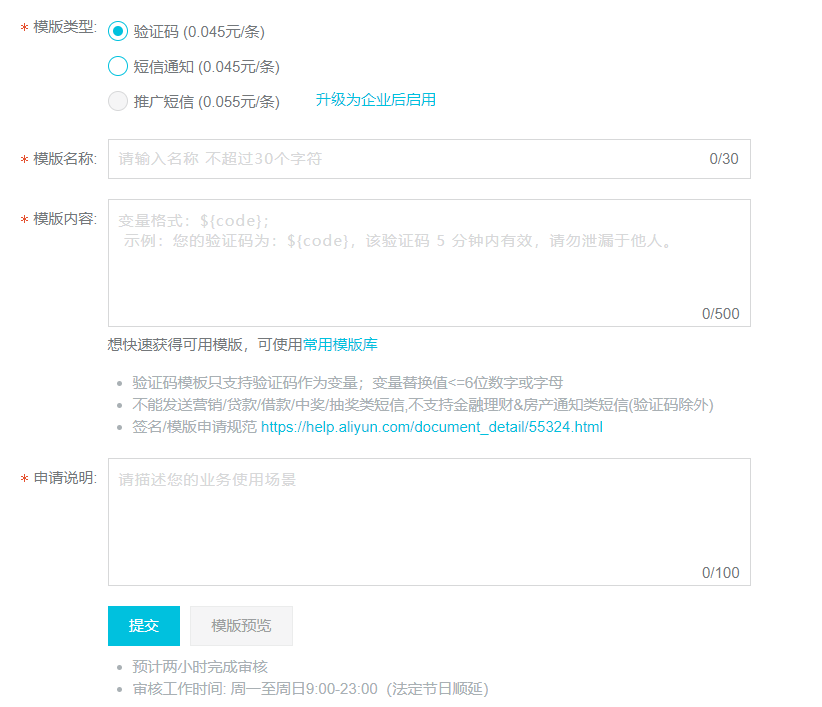 * 模版类型: 验证码 (0.045元/条)
短信通知 (0.045元/条)
推广短信 (0.055元/条) 升级为企业后启用
* 模版名称: 请输入名称 不超过30个字符 0/30
* 模版内容: 变量格式：${code};
示例：您的验证码为：${code}，该验证码 5 分钟内有效，请勿泄漏于他人。
0/500
想快速获得可用模版，可使用常用模版库
• 验证码模板只支持验证码作为变量；变量替换值<=6位数字或字母
• 不能发送营销/贷款/借款/中奖/抽奖类短信,不支持金融理财&房产通知类短信(验证码除外)
• 签名/模版申请规范 https://help.aliyun.com/document_detail/55324.html
* 申请说明: 请描述您的业务使用场景
0/100
提交 模版预览
• 预计两小时完成审核
• 审核工作时间: 周一至周日9:00-23:00（法定节日顺延）